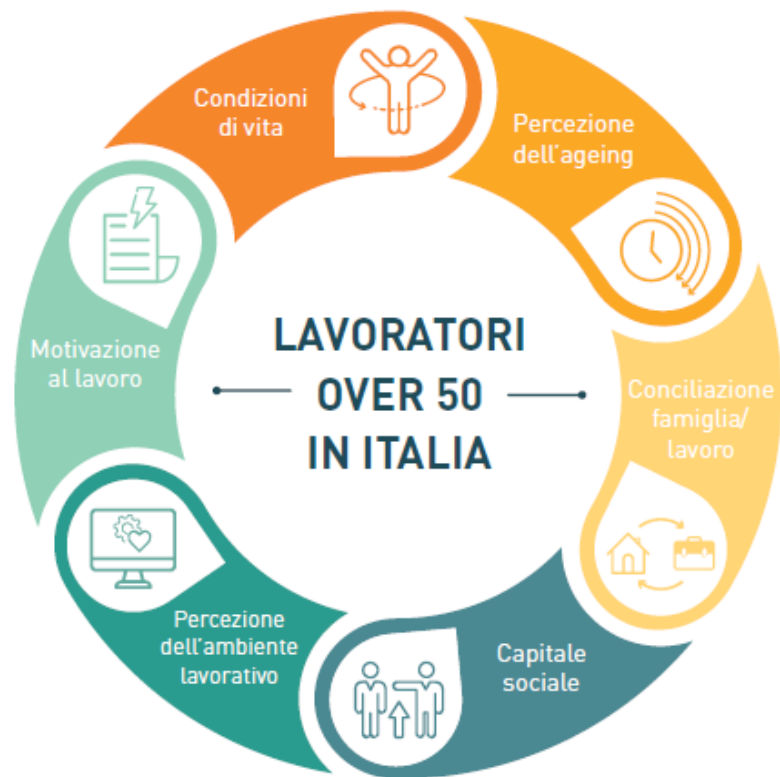 Condizioni
di vita
Percezione
dell'ageing
Conciliazione
famiglia/
lavoro
Capitale
sociale
Percezione
dell'ambiente
lavorativo
Motivazione
al lavoro
LAVORATORI
OVER 50
IN ITALIA